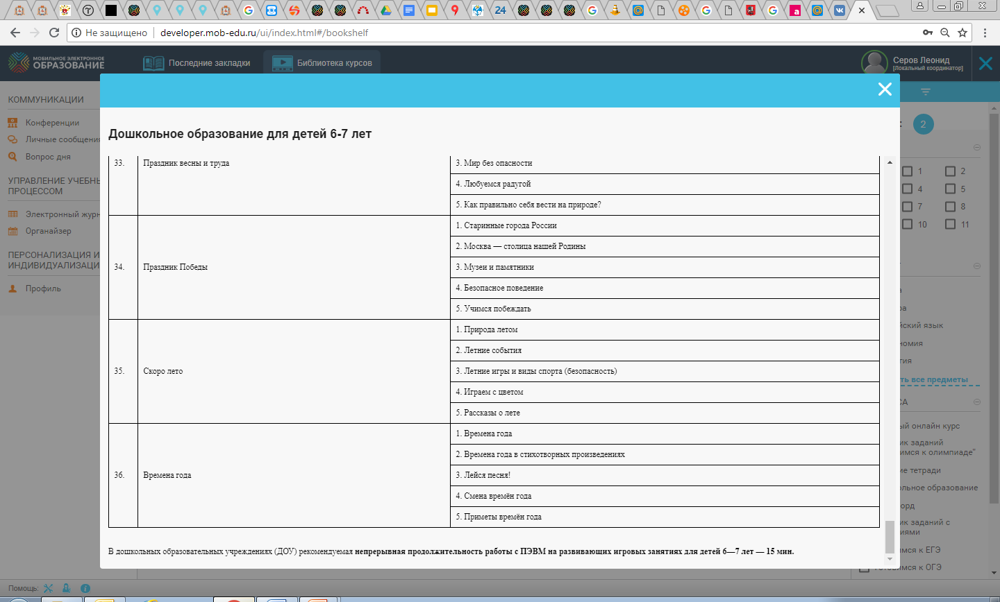 24
Не защищено
developer.mob-edu.ru/ui/index.html#/bookshelf
МОБИЛЬНОЕ ЭЛЕКТРОННОЕ
ОБРАЗОВАНИЕ
Последние закладки
Библиотека курсов
Серов Леонид
[Локальный координатор]
КОММУНИКАЦИИ
Конференции
Личные сообщения
Вопрос дня
УПРАВЛЕНИЕ УЧЕБНЬ
ПРОЦЕССОМ
Электронный журн
Органайзер
ПЕРСОНАЛИЗАЦИЯ И
ИНДИВИДУАЛИЗАЦИ
Профиль
Дошкольное образование для детей 6-7 лет
33.
Праздник весны и труда
3. Мир без опасности
4. Любуемся радугой
5. Как правильно себя вести на природе?
34.
Праздник Победы
1. Старинные города России
2. Москва — столица нашей Родины
3. Музеи и памятники
4. Безопасное поведение
5. Учимся побеждать
35.
Скоро лето
1. Природа летом
2. Летние события
3. Летние игры и виды спорта (безопасность)
4. Играем с цветом
5. Рассказы о лете
36.
Времена года
1. Времена года
2. Времена года в стихотворных произведениях
3. Лейся песня!
4. Смена времён года
5. Приметы времён года
В дошкольных образовательных учреждениях (ДОУ) рекомендуемая непрерывная продолжительность работы с ПЭВМ на развивающих игровых занятиях для детей 6—7 лет — 15 мин.
2
1 2
4 5
7 8
10 11
а
ра
йский язык
номия
гия
ть все предметы
СА
ый онлайн курс
ик заданий
имся к олимпиаде"
ие тетради
ольное образование
орд
ик заданий с
иями
имся к ЕГЭ
Готовимся к ОГЭ
Помощь: